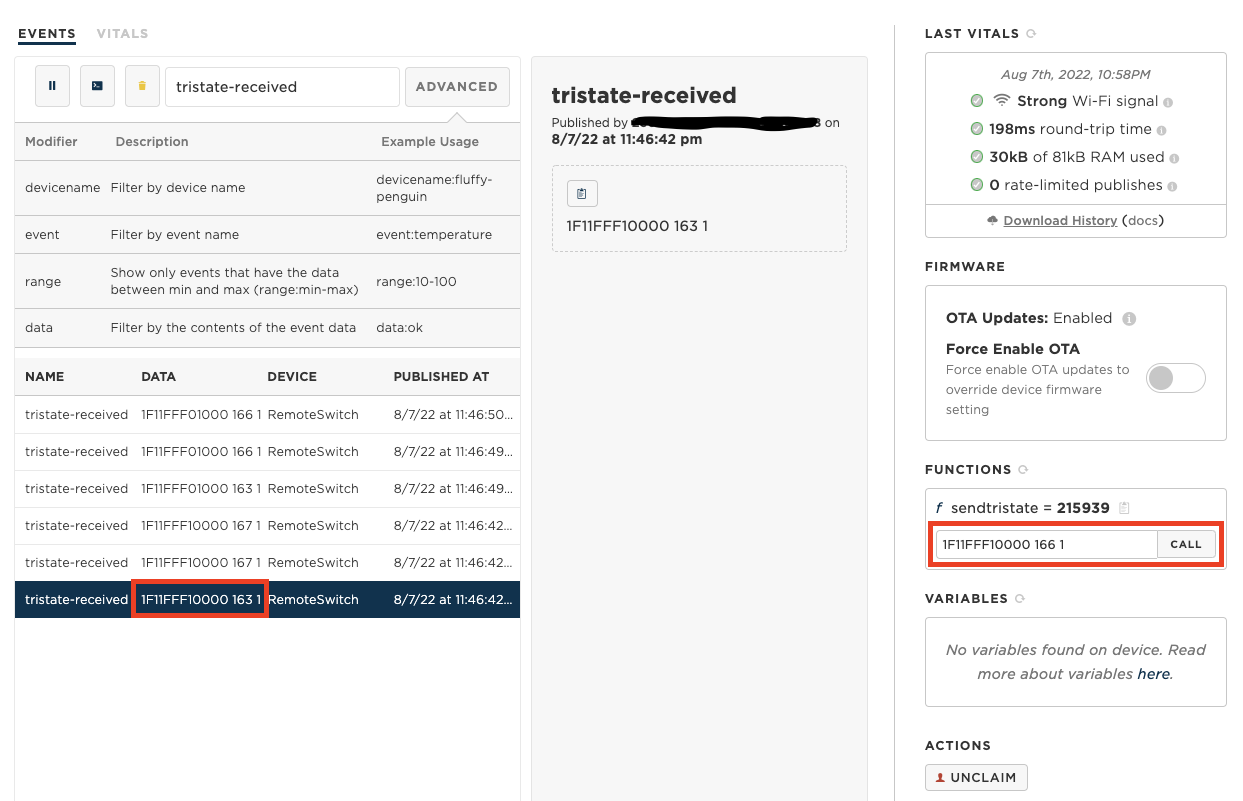 EVENTS VITALS
tristate-received ADVANCED
Modifier Description Example Usage
devicename Filter by device name devicename:fluffy-
penguin
event Filter by event name event:temperature
range Show only events that have the data
between min and max (range:min-max) range:10-100
data Filter by the contents of the event data data:ok
NAME DATA DEVICE PUBLISHED AT
tristate-received 1F11FFF01000 166 1 RemoteSwitch 8/7/22 at 11:46:50...
tristate-received 1F11FFF01000 166 1 RemoteSwitch 8/7/22 at 11:46:49...
tristate-received 1F11FFF01000 163 1 RemoteSwitch 8/7/22 at 11:46:49...
tristate-received 1F11FFF10000 167 1 RemoteSwitch 8/7/22 at 11:46:42...
tristate-received 1F11FFF10000 167 1 RemoteSwitch 8/7/22 at 11:46:42...
tristate-received 1F11FFF10000 163 1 RemoteSwitch 8/7/22 at 11:46:42...
tristate-received
Published by on
8/7/22 at 11:46:42 pm
1F11FFF10000 163 1
LAST VITALS
Aug 7th, 2022, 10:58PM
Strong Wi-Fi signal
198ms round-trip time
30kB of 81kB RAM used
0 rate-limited publishes
Download History (docs)
FIRMWARE
OTA Updates: Enabled
Force Enable OTA
Force enable OTA updates to
override device firmware
setting
FUNCTIONS
f sendtristate = 215939
1F11FFF10000 166 1 CALL
VARIABLES
No variables found on device. Read
more about variables here.
ACTIONS
UNCLAIM